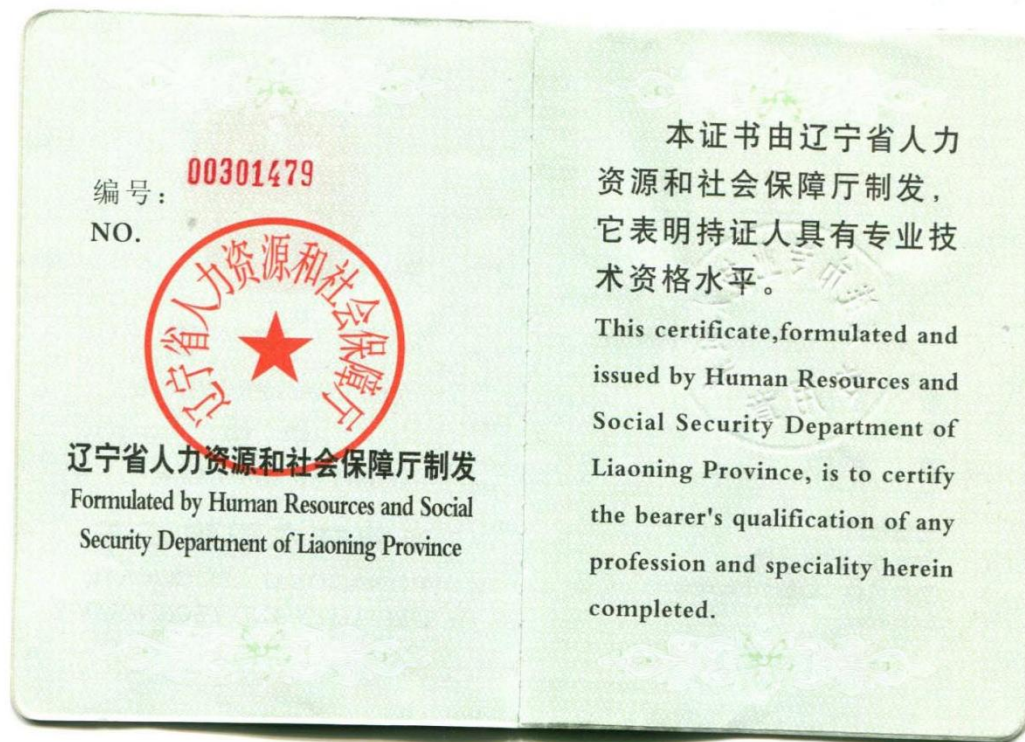 编号：
00301479
NO.
辽宁省人力资源和社会保障厅
辽宁省人力资源和社会保障厅制发
Formulated by Human Resources and Social
Security Department of Liaoning Province
本证书由辽宁省人力
资源和社会保障厅制发，
它表明持证人具有专业技
术资格水平。
This certificate,formulated and
issued by Human Resources and
Social Security Department of
Liaoning Province, is to certify
the bearer's qualification of any
profession and speciality herein
completed.